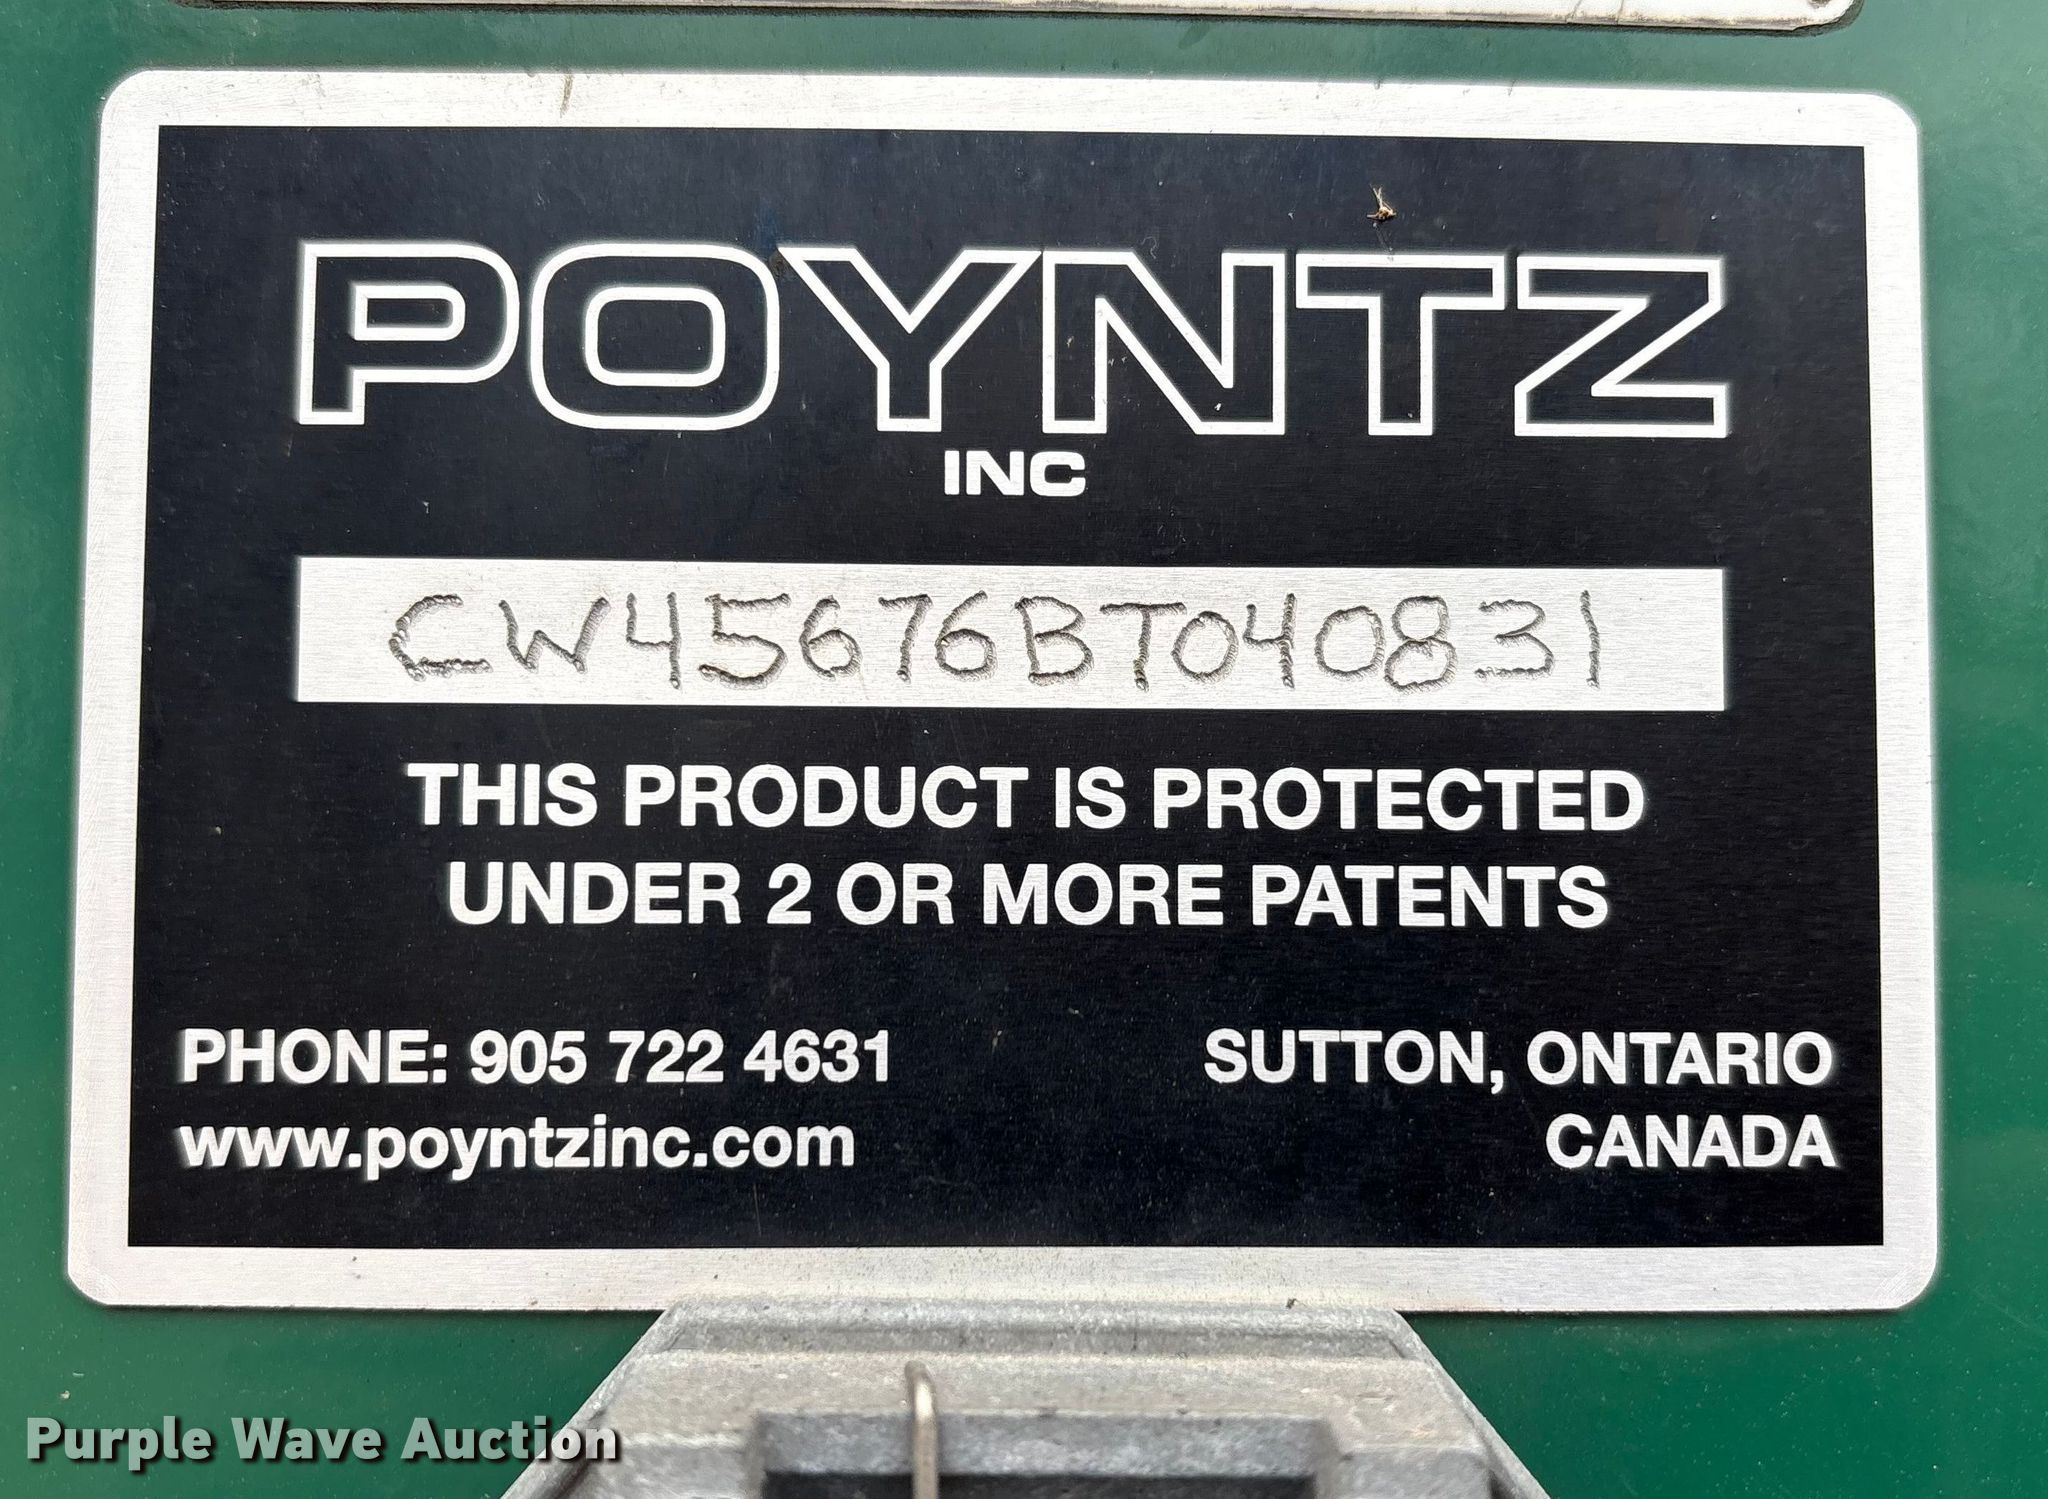 POYNTZ
INC
CW45676BT040831
THIS PRODUCT IS PROTECTED
UNDER 2 OR MORE PATENTS
PHONE: 905 722 4631
SUTTON, ONTARIO
www.poyntzinc.com
CANADA
Purple Wave Auction